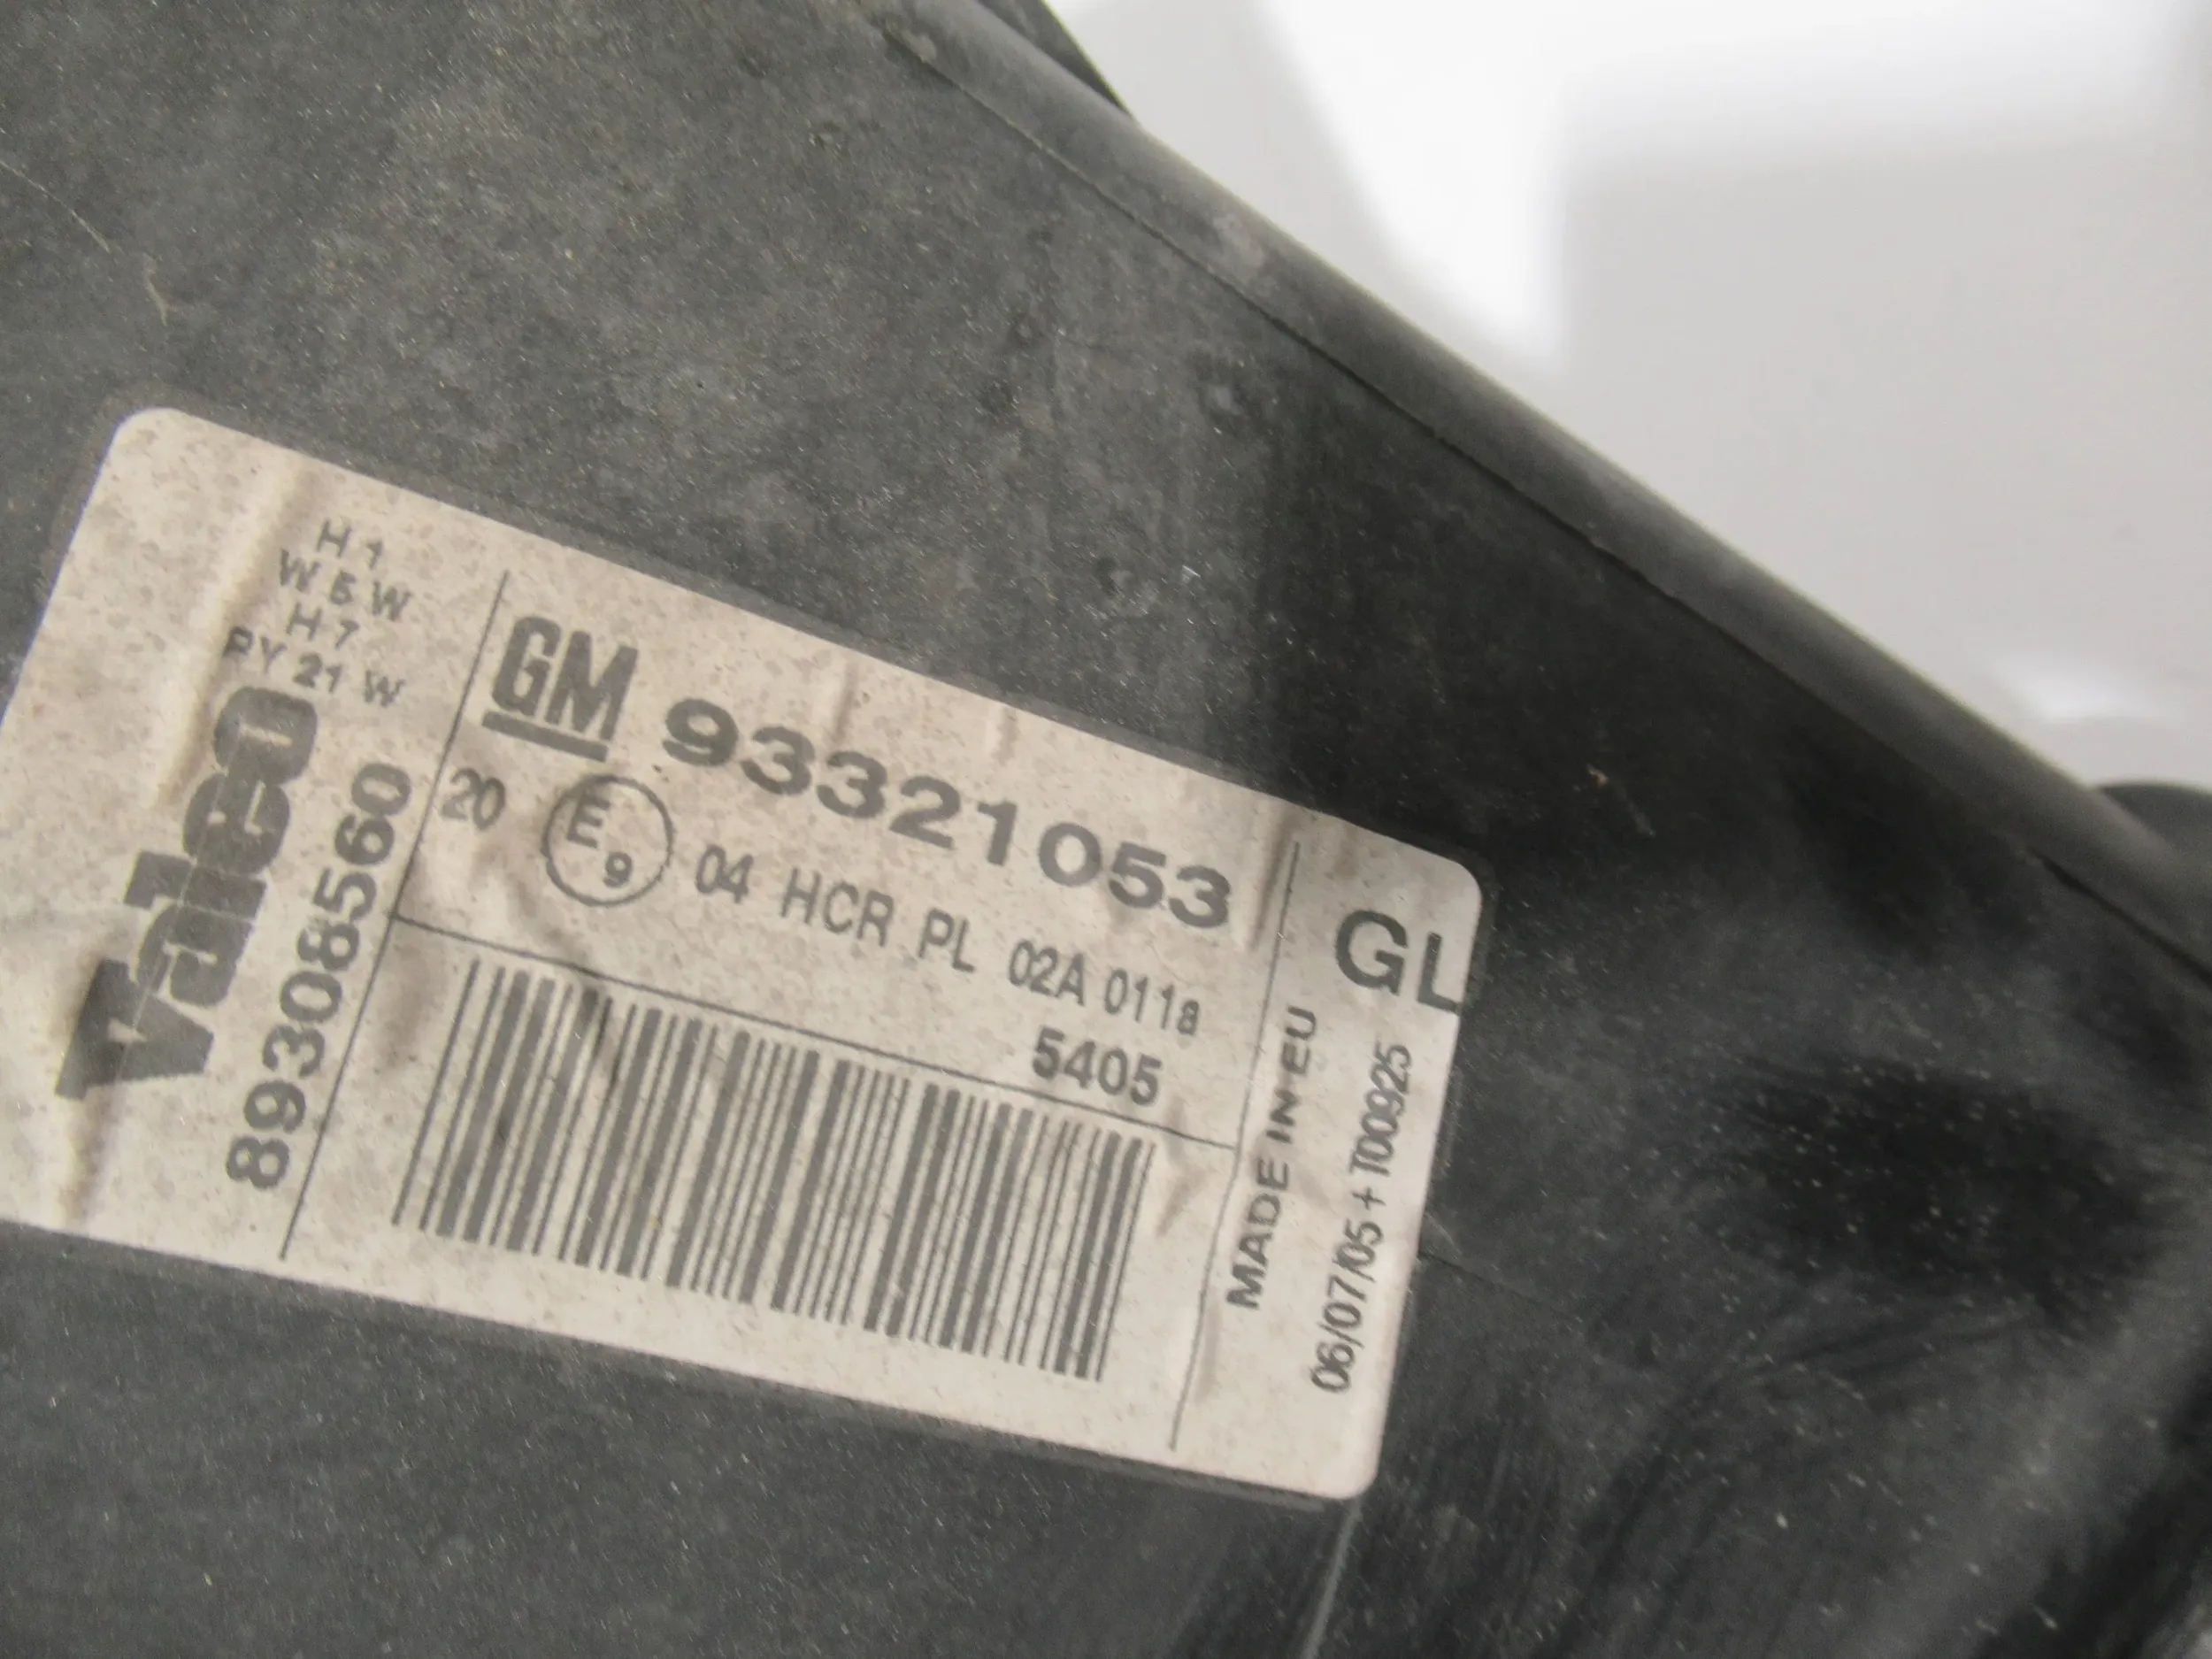 H1
W5W
H7
PY21W
Valeo
89308560
GM 93321053
20 E9 04 HCR PL 02A 011a
5405
GL
MADE IN EU
06/07/05+T00925